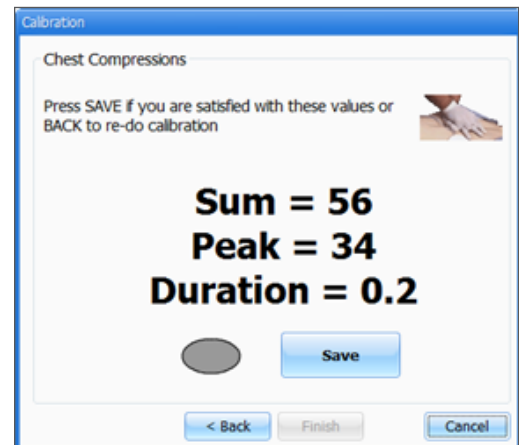 Calibration
Chest Compressions
Press SAVE if you are satisfied with these values or
BACK to re-do calibration
Sum = 56
Peak = 34
Duration = 0.2
Save
< Back
Finish
Cancel